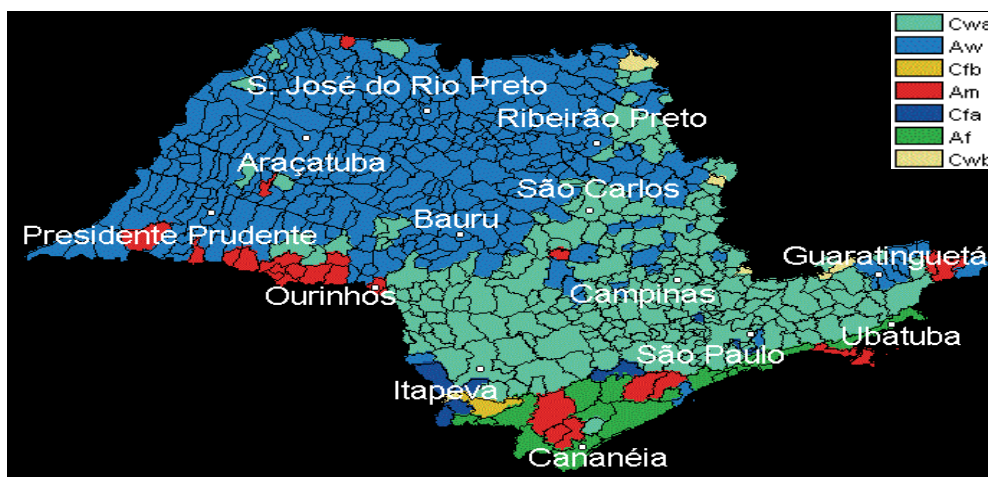 Cwa
Aw
Cfb
Am
Cfa
Af
Cwb
S. José do Rio Preto
Ribeirão Preto
Araçatuba
São Carlos
Bauru
Presidente Prudente
Guaratinguetá
Ourinhos
Campinas
Ubatuba
São Paulo
Itapeva
Cananéia